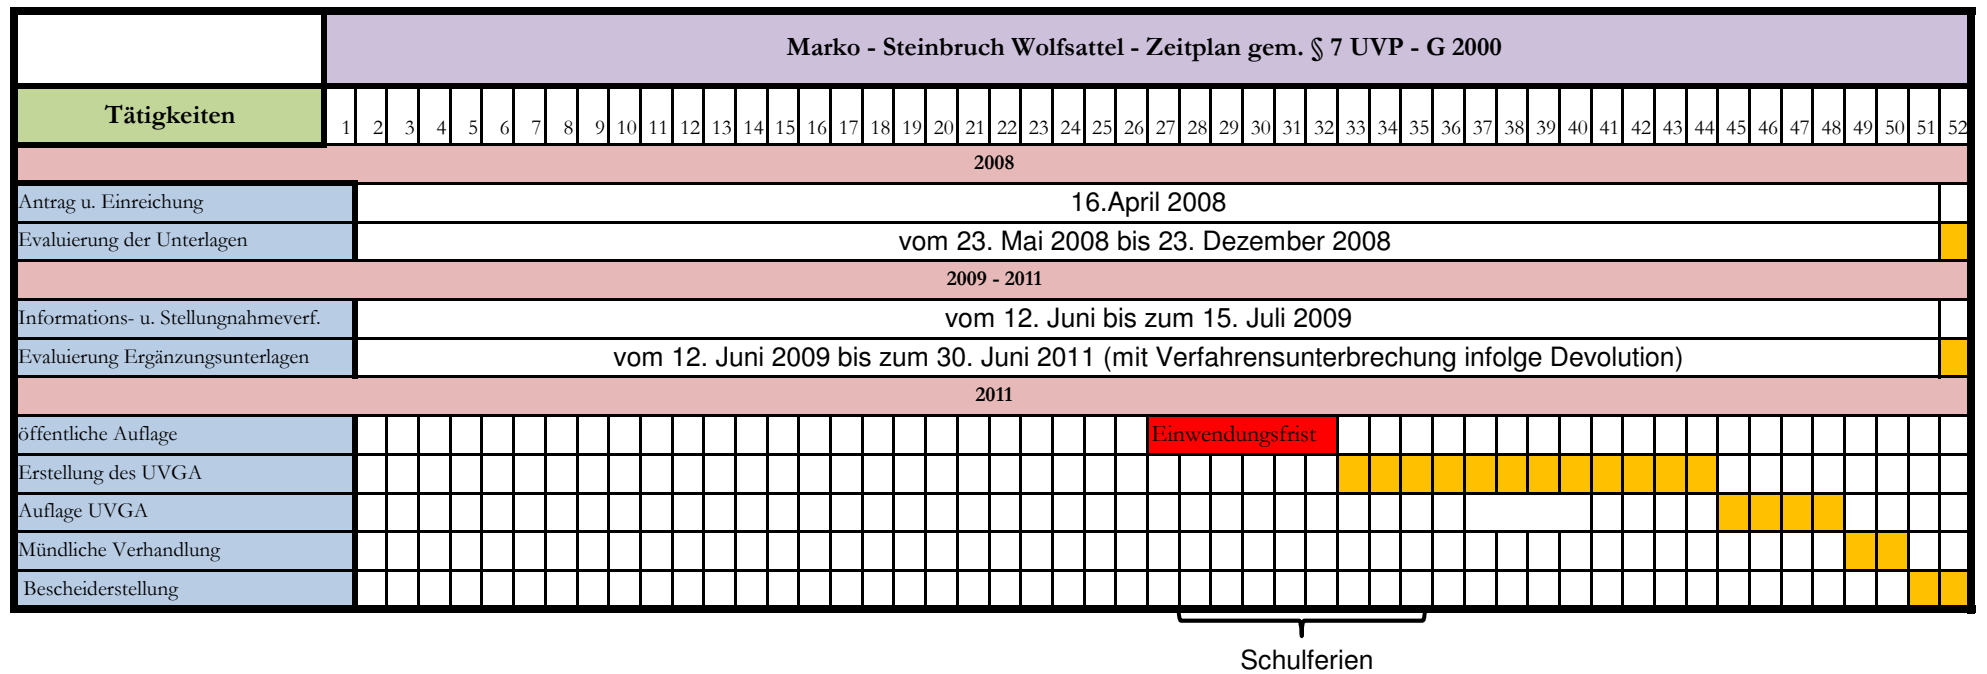 Marko - Steinbruch Wolfsattel - Zeitplan gem. § 7 UVP - G 2000
Tätigkeiten 1 2 3 4 5 6 7 8 9 10 11 12 13 14 15 16 17 18 19 20 21 22 23 24 25 26 27 28 29 30 31 32 33 34 35 36 37 38 39 40 41 42 43 44 45 46 47 48 49 50 51 52
2008
Antrag u. Einreichung 16.April 2008
Evaluierung der Unterlagen vom 23. Mai 2008 bis 23. Dezember 2008
2009 - 2011
Informations- u. Stellungnahmeverf. vom 12. Juni bis zum 15. Juli 2009
Evaluierung Ergänzungsunterlagen vom 12. Juni 2009 bis zum 30. Juni 2011 (mit Verfahrensunterbrechung infolge Devolution)
2011
öffentliche Auflage Einwendungsfrist
Erstellung des UVGA
Auflage UVGA
Mündliche Verhandlung
Bescheiderstellung
Schulferien